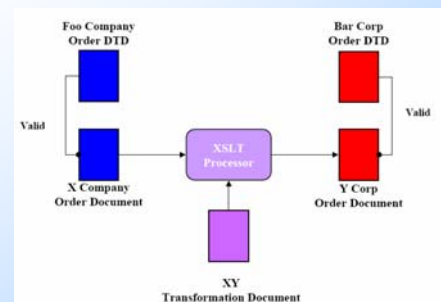 Foo Company
Order DTD
Bar Corp
Order DTD
Valid
Valid
XSLT
Processor
X Company
Order Document
Y Corp
Order Document
XY
Transformation Document